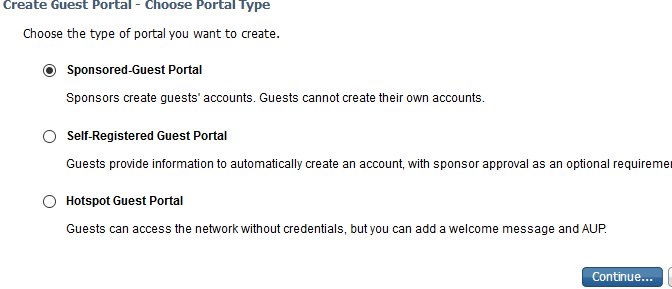 Create Guest Portal - Choose Portal Type
Choose the type of portal you want to create.
Sponsored-Guest Portal
Sponsors create guests' accounts. Guests cannot create their own accounts.
Self-Registered Guest Portal
Guests provide information to automatically create an account, with sponsor approval as an optional
Hotspot Guest Portal
Guests can access the network without credentials, but you can add a welcome message and AUP.
Continue...